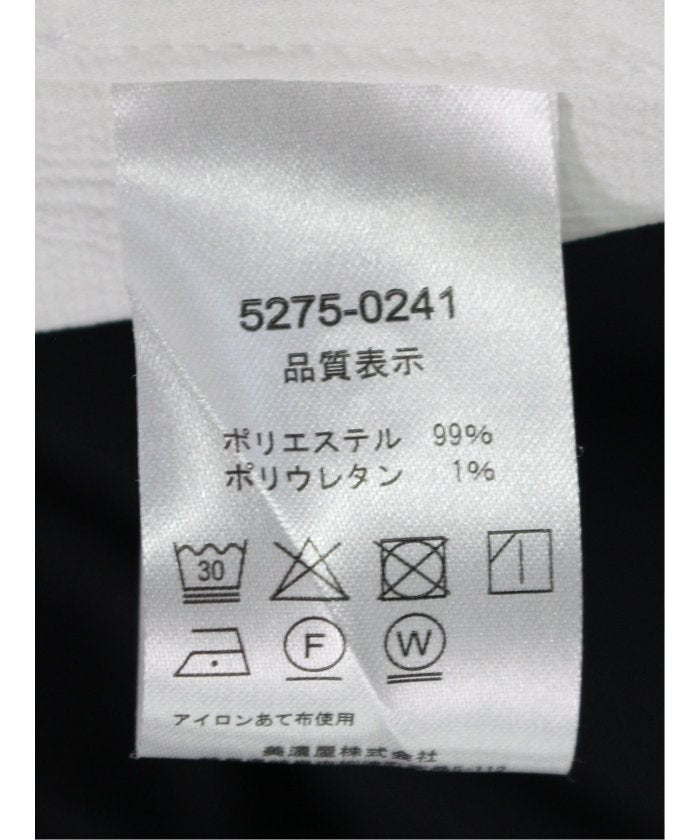 5275-0241
品質表示
ポリエステル 99%
ポリウレタン 1%
30
F W
アイロンあて布使用
美濃屋株式会社